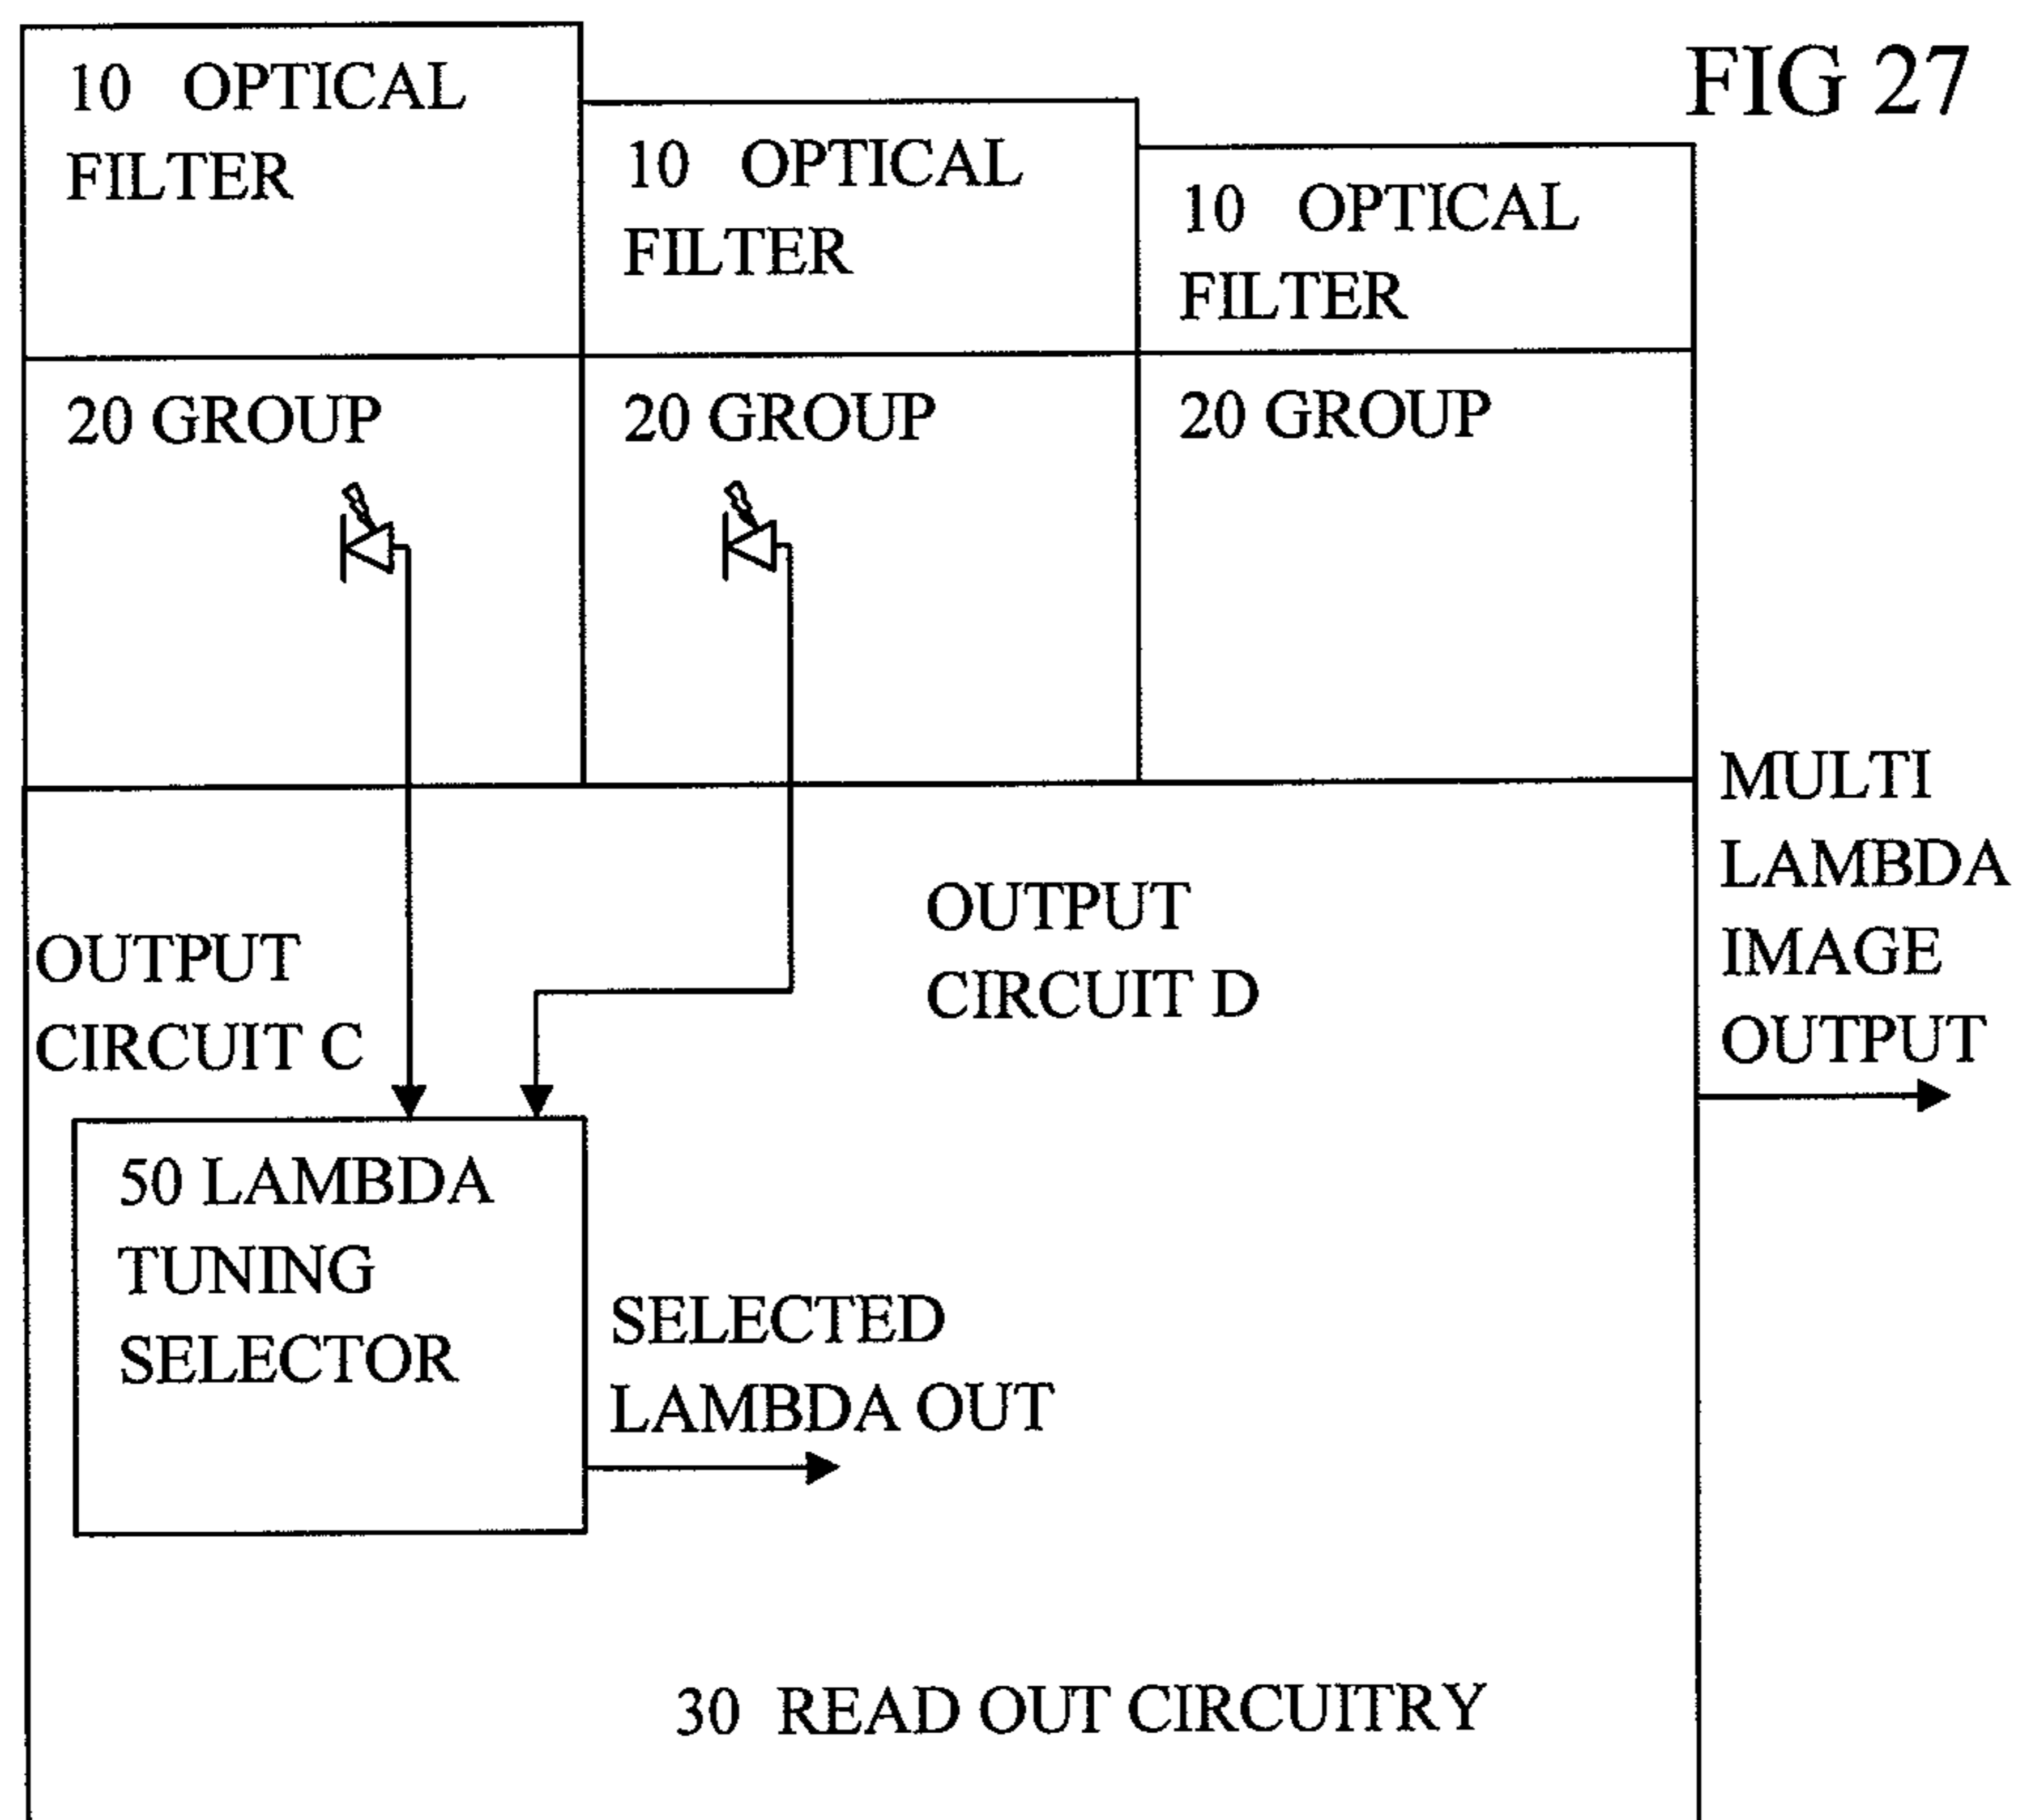 FIG 27
10 OPTICAL
FILTER
10 OPTICAL
FILTER
10 OPTICAL
FILTER
20 GROUP
20 GROUP
20 GROUP
OUTPUT
CIRCUIT C
OUTPUT
CIRCUIT D
MULTI
LAMBDA
IMAGE
OUTPUT
50 LAMBDA
TUNING
SELECTOR
SELECTED
LAMBDA OUT
30 READ OUT CIRCUITRY